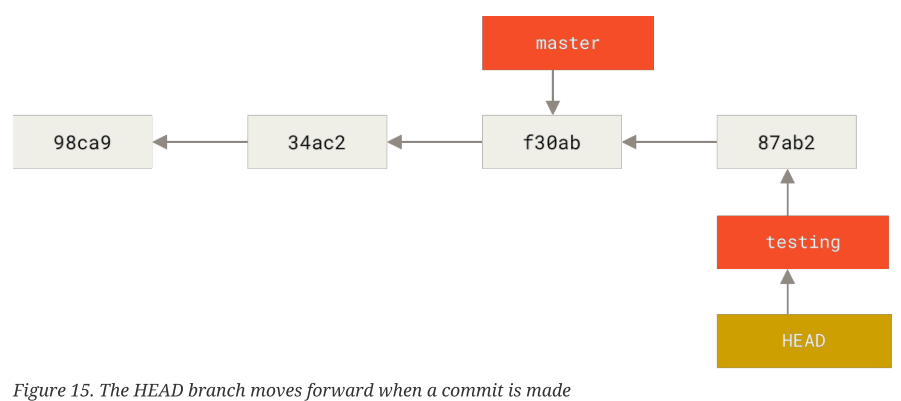 master
98ca9 34ac2 f30ab 87ab2
testing
HEAD
Figure 15. The HEAD branch moves forward when a commit is made